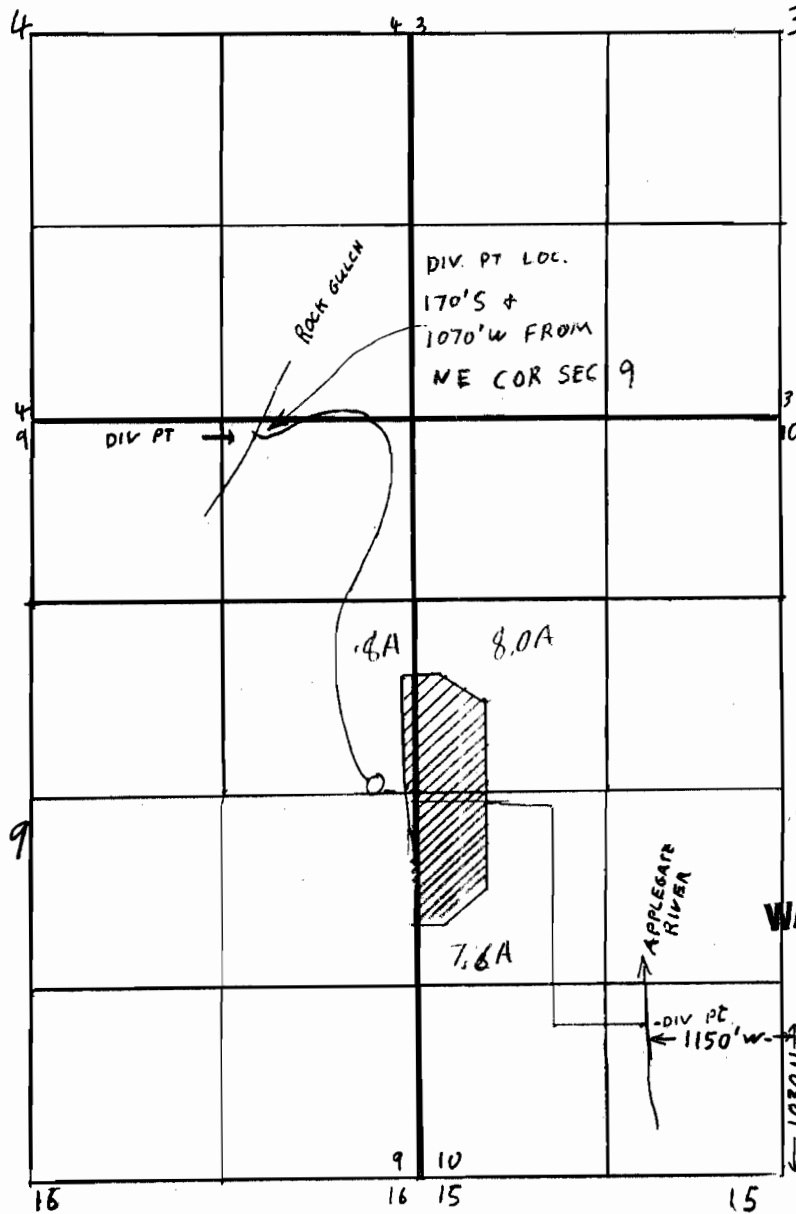 4
4 3
3
ROCK GULCH
DIV. PT LOC.
170'S &
1070'W FROM
NE COR SEC 9
4
9
DIV PT
3
10
.8A
8.0A
9
7.6A
APPLEGATE
RIVER
DIV PT.
1150'W
9 10
16
16 15
15